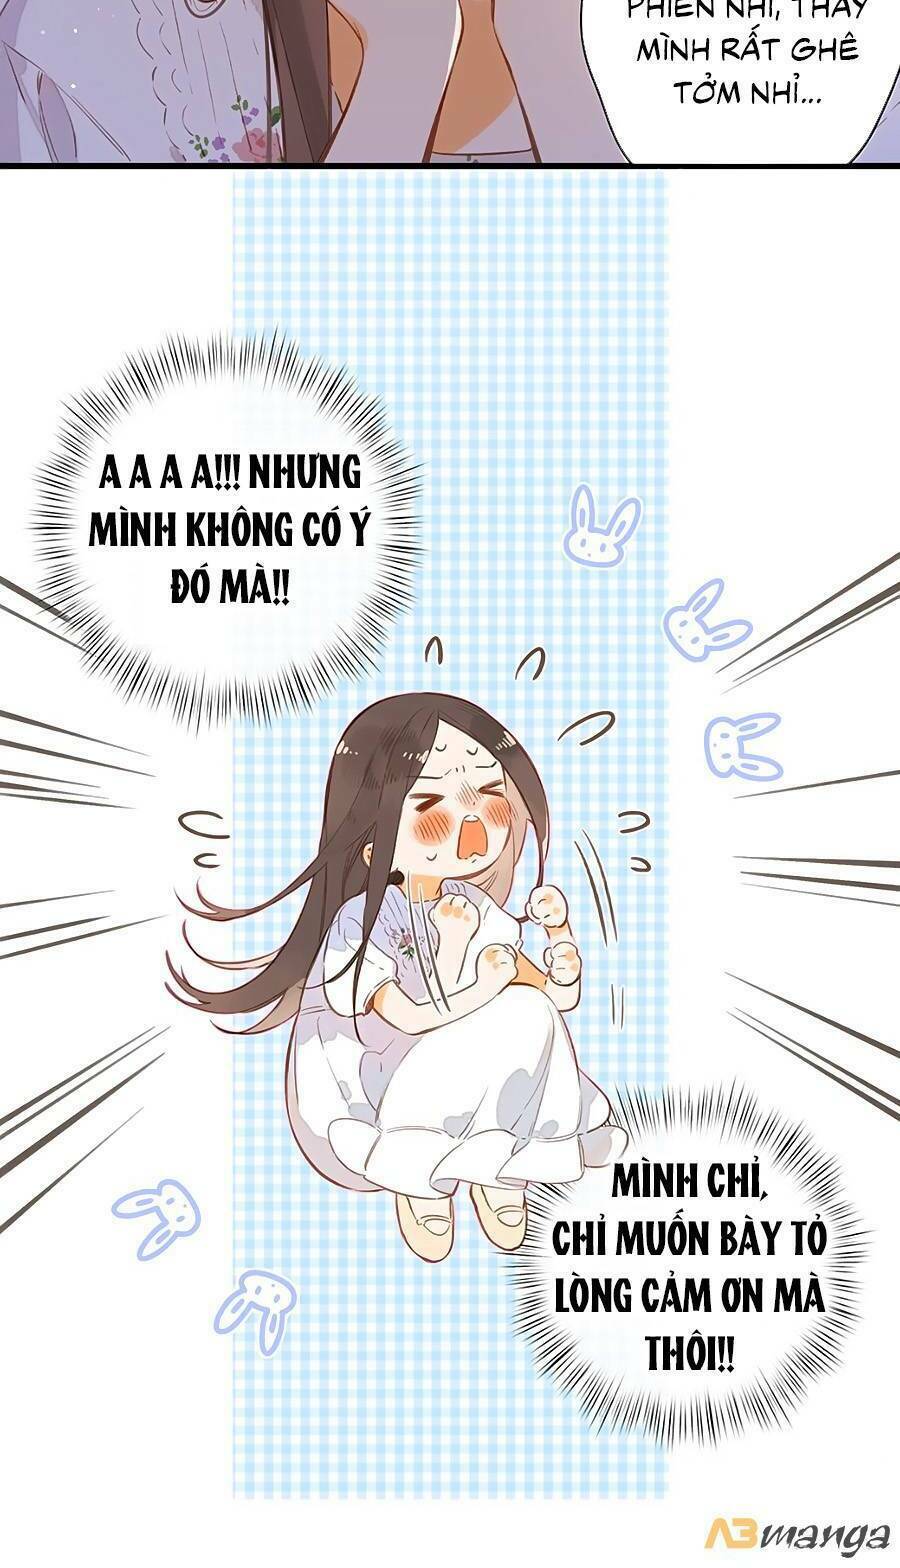 PHIỀN NHỈ, THẤY
MÌNH RẤT GHÊ
TỞM NHỈ...
A A A A!!! NHƯNG
MÌNH KHÔNG CÓ Ý
ĐÓ MÀ!!
MÌNH CHỈ,
CHỈ MUỐN BÀY TỎ
LÒNG CẢM ƠN MÀ
THÔI!!
A3manga